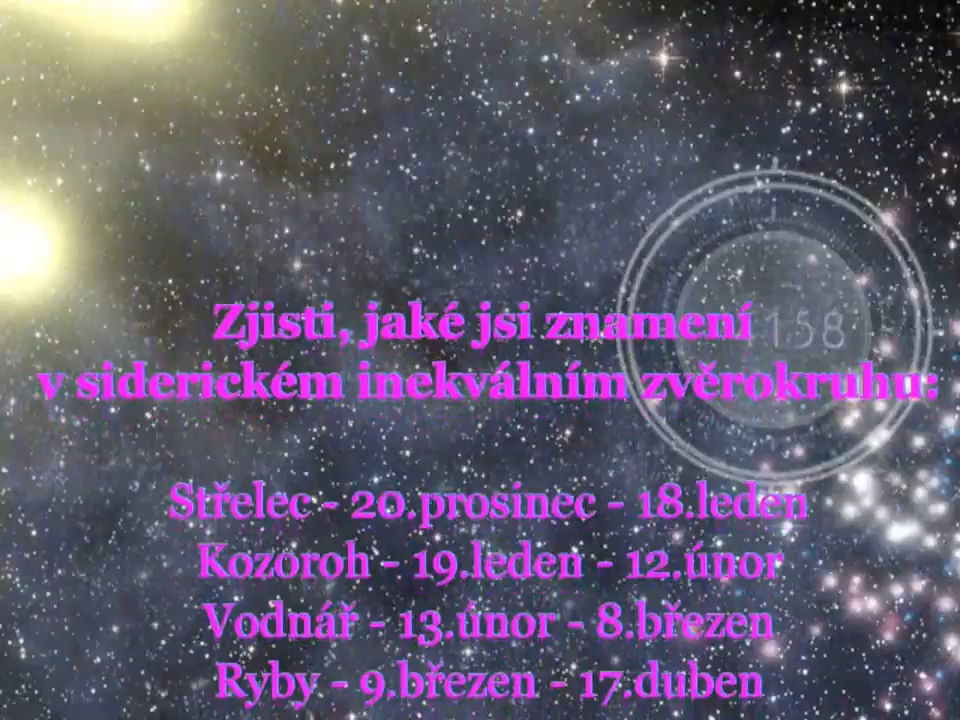 Zjisti, jaké jsi znamení
158
v siderickém inekválním zvěrokruhu:
Střelec - 20.prosinec - 18.leden
Kozoroh - 19.leden - 12.únor
Vodnář - 13.únor - 8.březen
Ryby - 9.březen - 17.duben